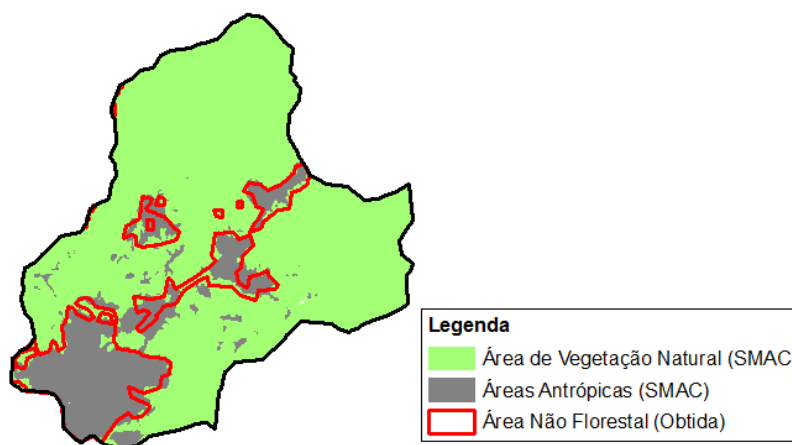 Legenda
Área de Vegetação Natural (SMAC
Áreas Antrópicas (SMAC)
Área Não Florestal (Obtida)